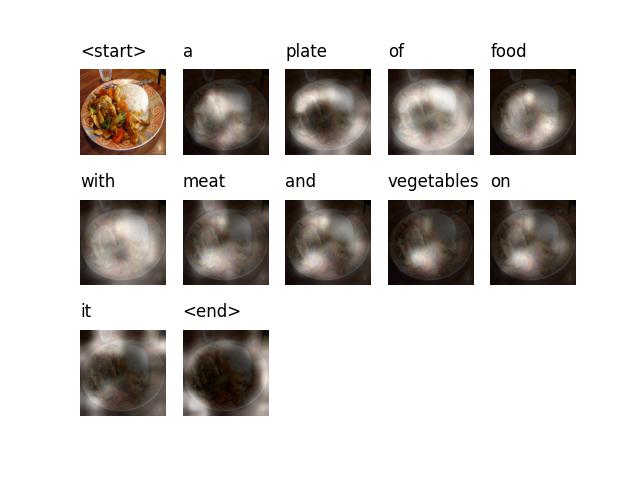 <start> a plate of food
with meat and vegetables on
it <end>